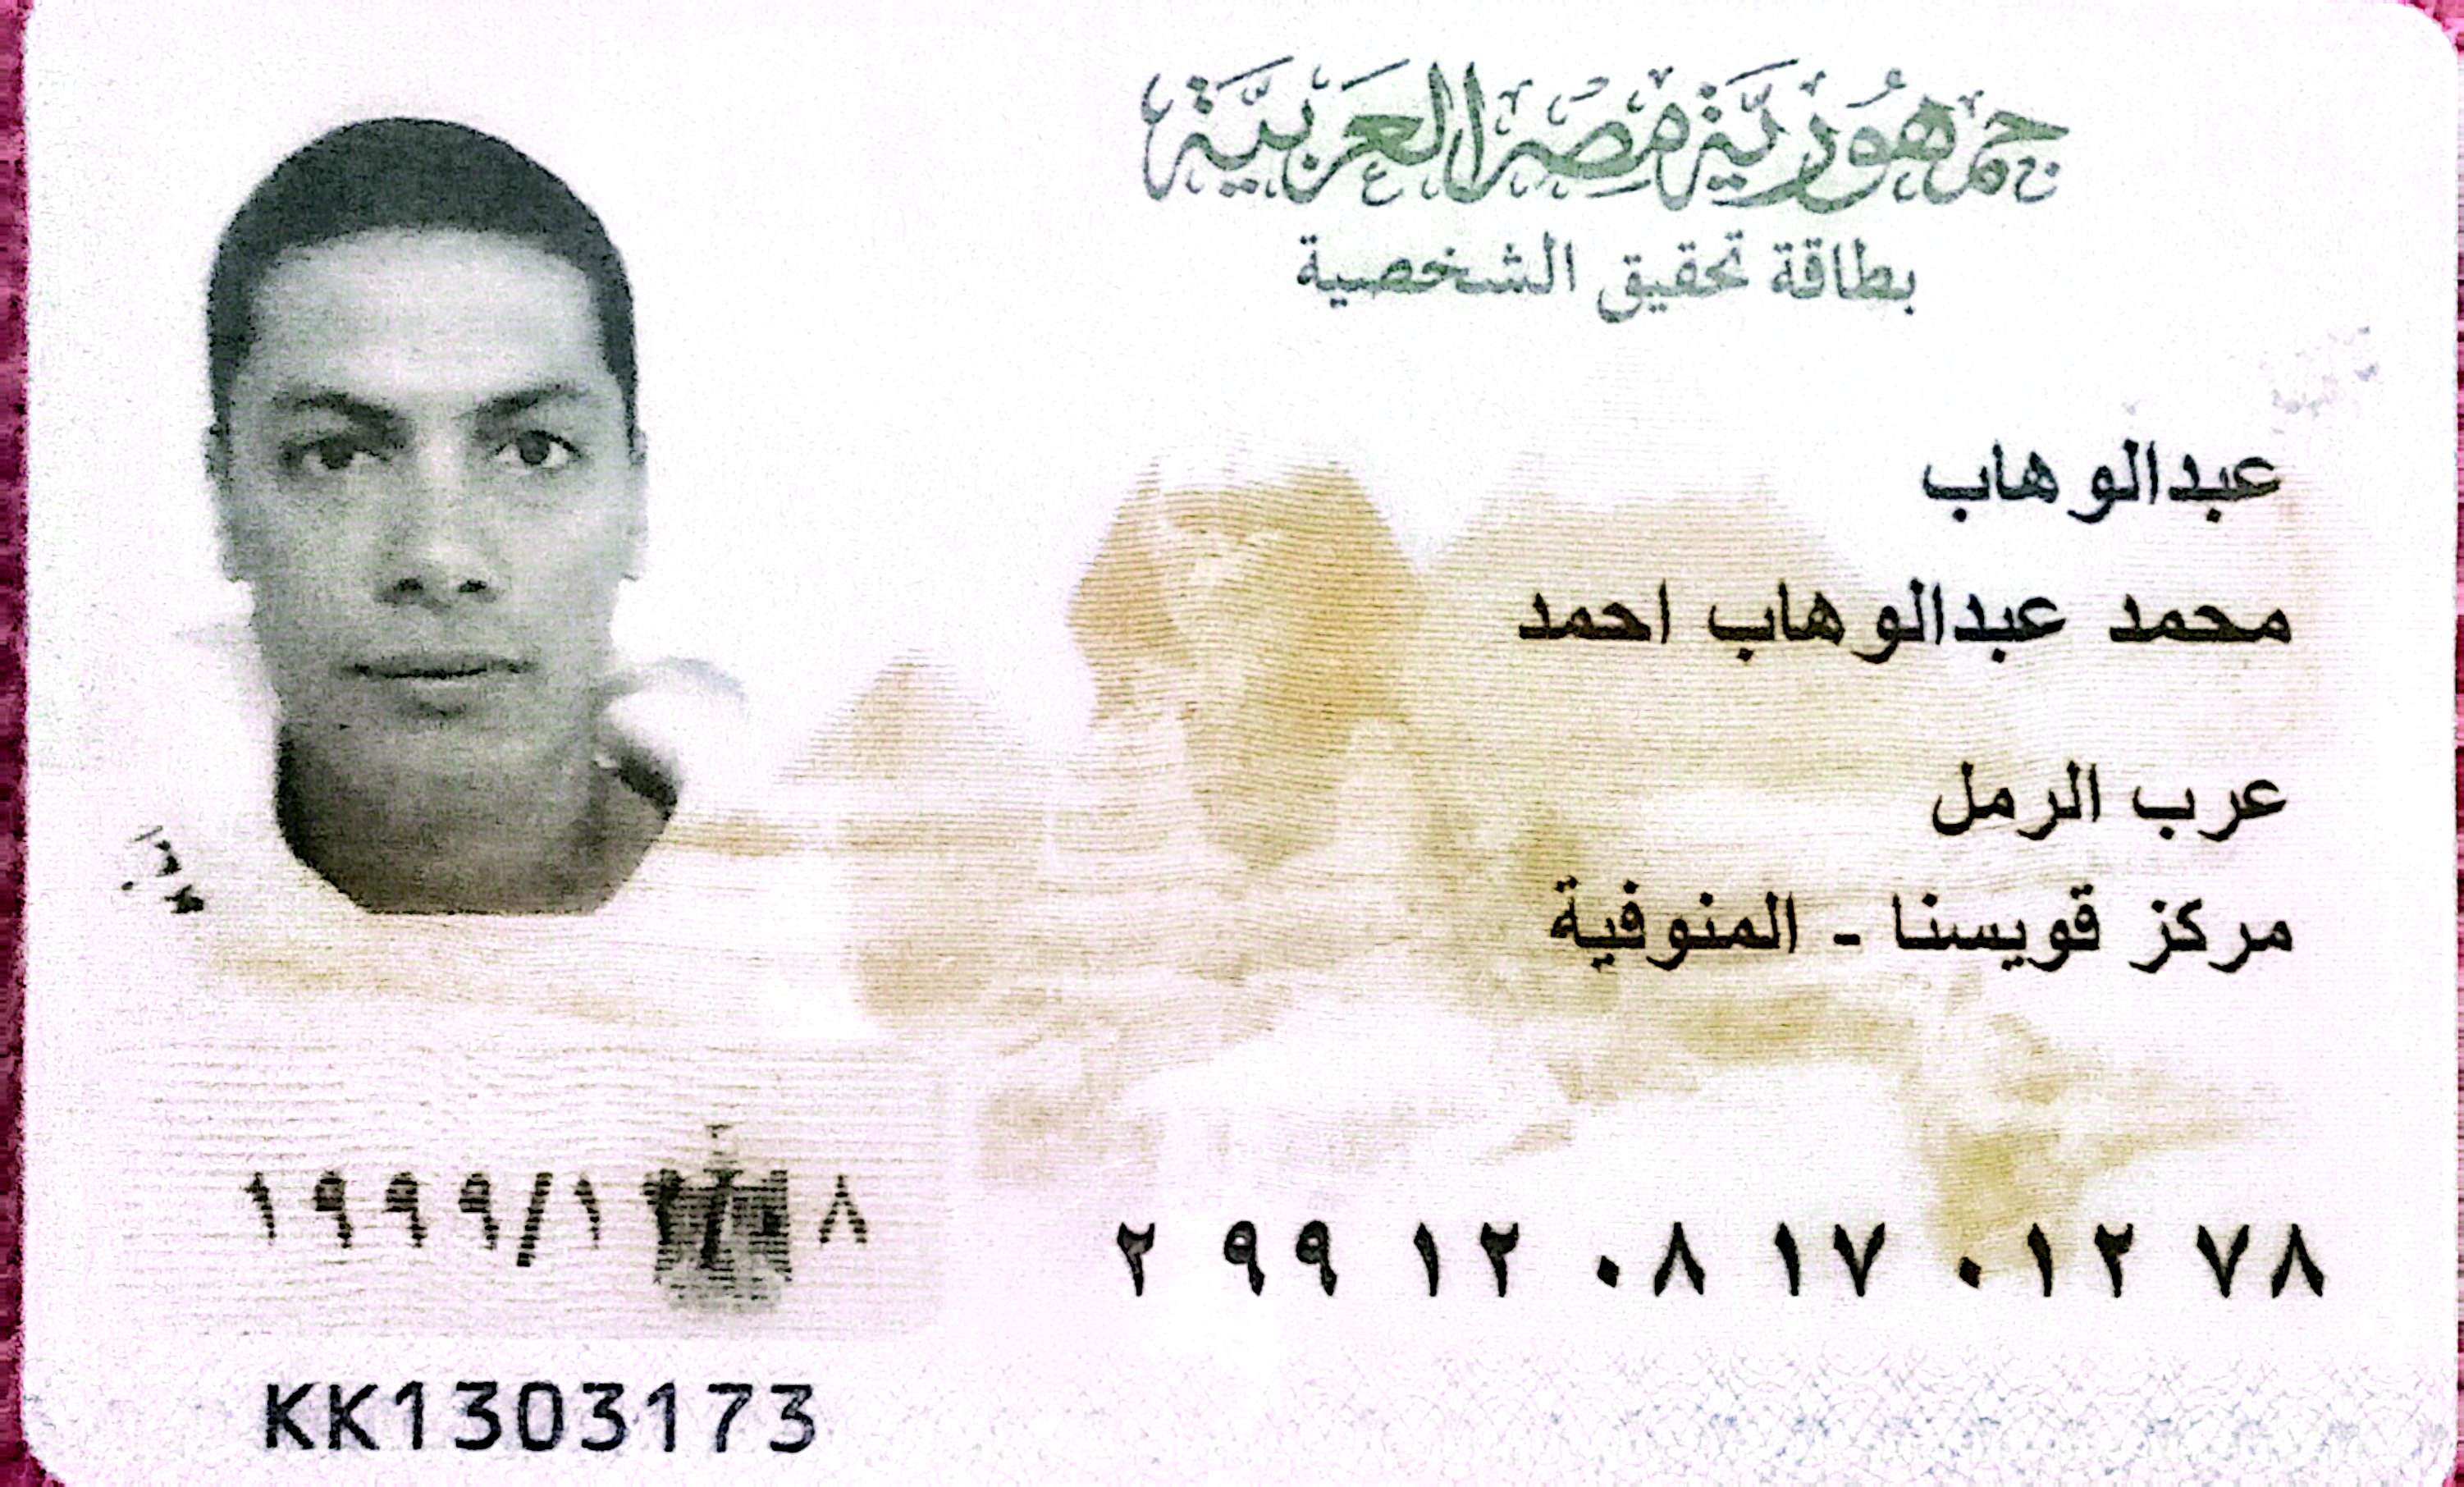 جمهورية مصر العربية
بطاقة تحقيق الشخصية
عبدالوهاب
محمد عبدالوهاب احمد
عرب الرمل
مركز قويسنا - المنوفية
٢ ٩٩ ١٢ ٠٨ ١٧ ٠١٢ ٧٨
١٩٩٩/١٢/٠٨
KK1303173